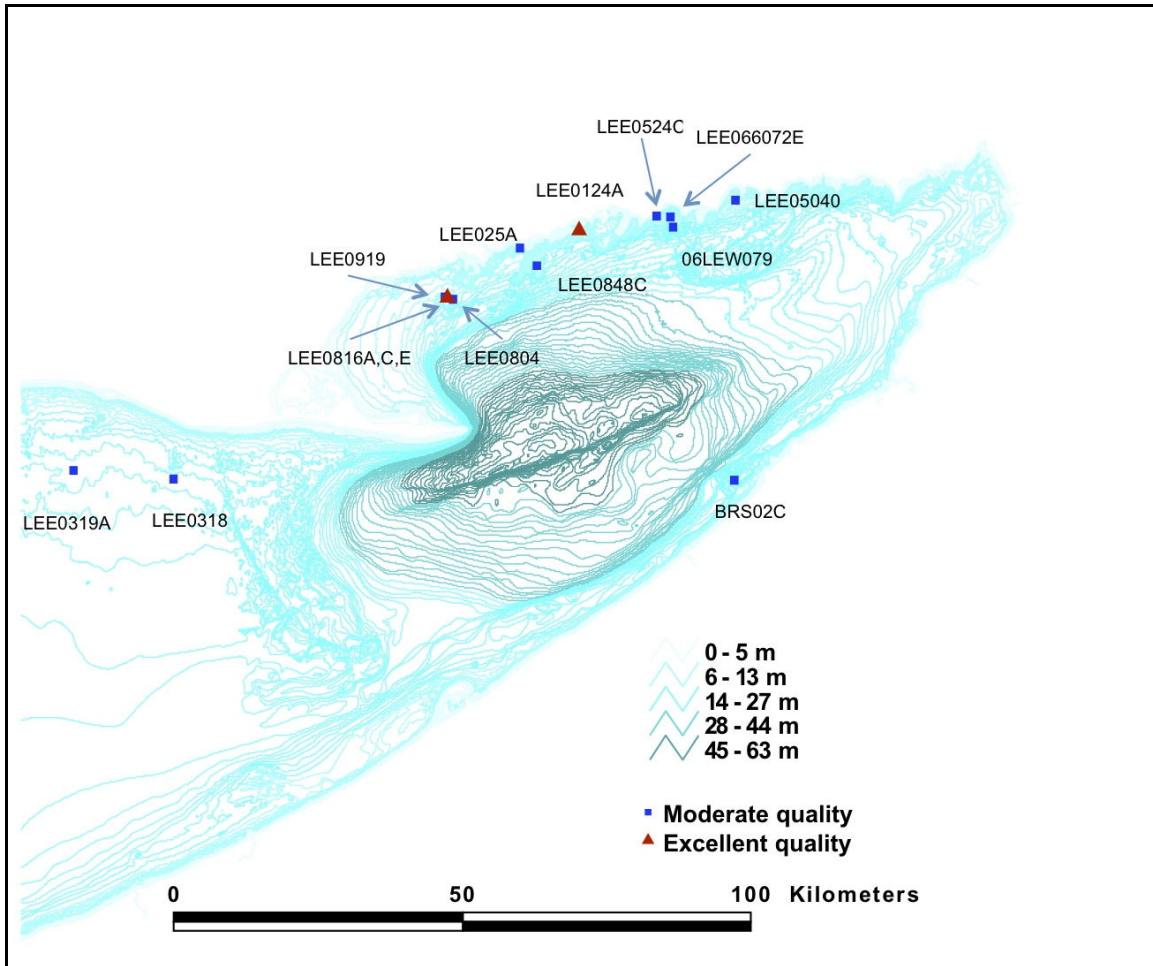 LEE0524C
LEE066072E
LEE0124A
LEE05040
LEE025A
LEE0919
06LEW079
LEE0848C
LEE0816A,C,E
LEE0804
LEE0319A
LEE0318
BRS02C
0 - 5 m
6 - 13 m
14 - 27 m
28 - 44 m
45 - 63 m
Moderate quality
Excellent quality
0 50 100 Kilometers